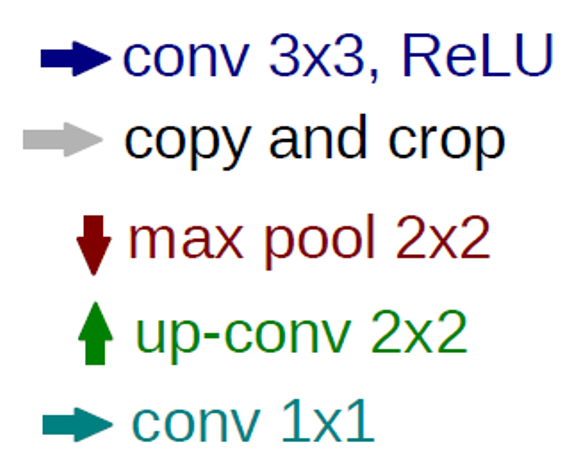 conv 3x3, ReLU
copy and crop
max pool 2x2
up-conv 2x2
conv 1x1